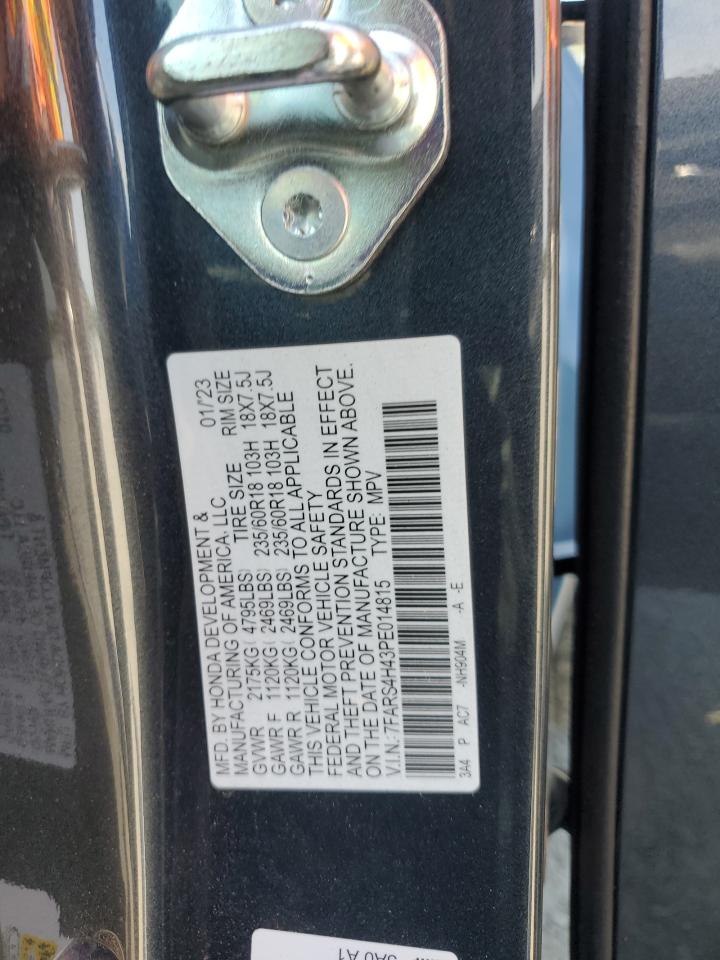 MFD. BY HONDA DEVELOPMENT & 01/'23
MANUFACTURING OF AMERICA, LLC
TIRE SIZE RIM SIZE
GVWR 2175KG( 4795LBS)
GAWR F 1120KG( 2469LBS) 235/60R18 103H 18X7.5J
GAWR R 1120KG( 2469LBS) 235/60R18 103H 18X7.5J
THIS VEHICLE CONFORMS TO ALL APPLICABLE
FEDERAL MOTOR VEHICLE SAFETY
AND THEFT PREVENTION STANDARDS IN EFFECT
ON THE DATE OF MANUFACTURE SHOWN ABOVE.
V.I.N.:7FARS4H43PE014815 TYPE: MPV
3A4 P AC7 -NH904M -A -E